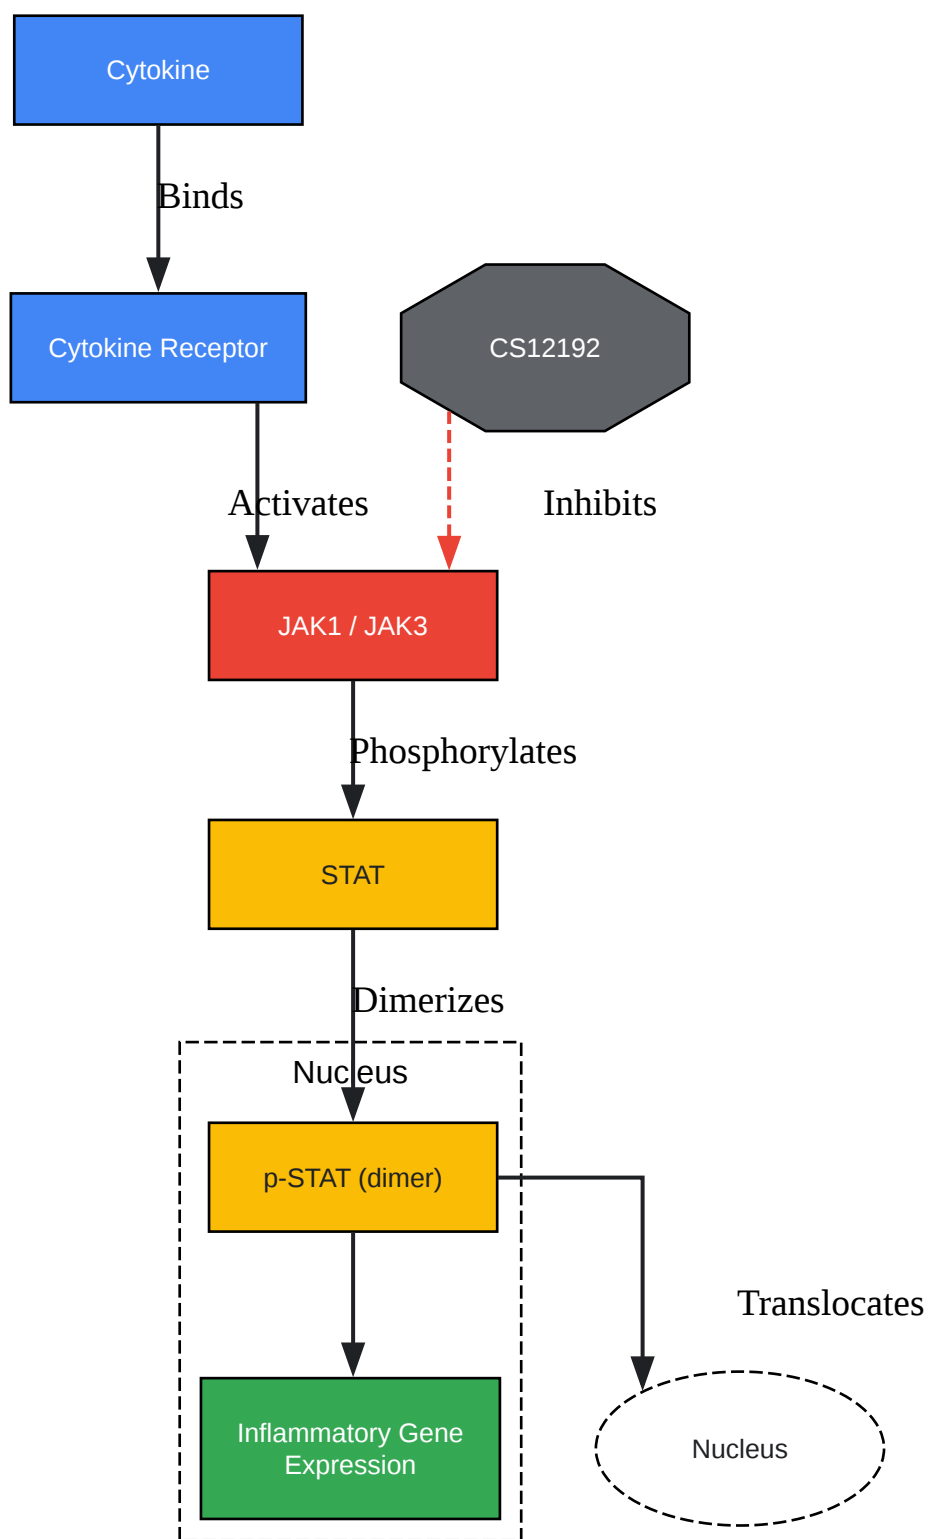 Cytokine
Binds
Cytokine Receptor
CS12192
Activates
Inhibits
JAK1 / JAK3
Phosphorylates
STAT
Dimerizes
Nucleus
p-STAT (dimer)
Translocates
Inflammatory Gene
Expression
Nucleus